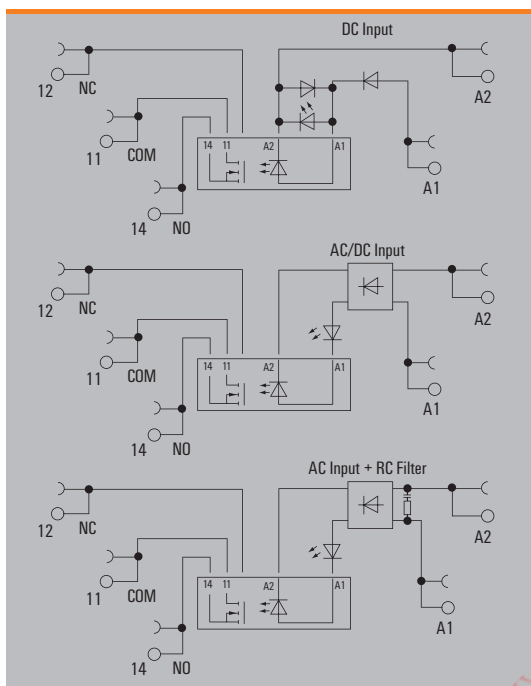 DC Input
12 NC
A2
11 COM
14 11 A2 A1
A1
14 NO
AC/DC Input
12 NC
A2
11 COM
14 11 A2 A1
A1
14 NO
AC Input + RC Filter
12 NC
A2
11 COM
14 11 A2 A1
A1
14 NO